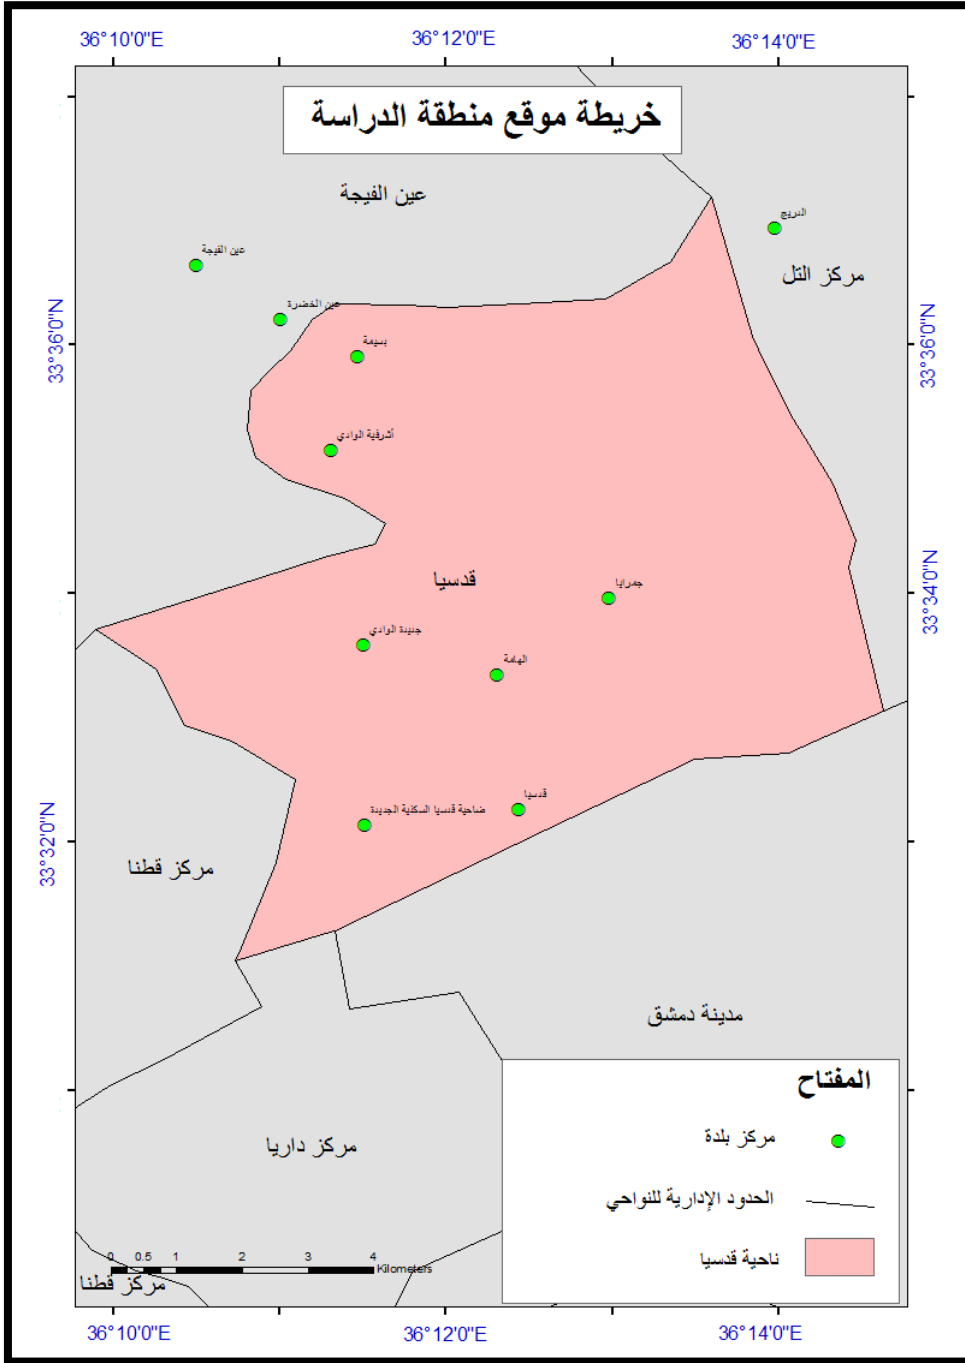 36°10'0"E
36°12'0"E
36°14'0"E
خريطة موقع منطقة الدراسة
عين الفيجة
الدريج
عين الفيجة
مركز التل
عين الخضرة
33°36'0"N
33°36'0"N
بسيمة
أشرفية الوادي
قدسيا
جمرايا
33°34'0"N
جديدة الوادي
الهامة
قدسيا
ضاحية قدسيا السكنية الجديدة
33°32'0"N
مركز قطنا
مدينة دمشق
المفتاح
مركز بلدة
مركز داريا
الحدود الإدارية للنواحي
ناحية قدسيا
0 0.5 1 2 3 4
Kilometers
مركز قطنا
36°10'0"E
36°12'0"E
36°14'0"E